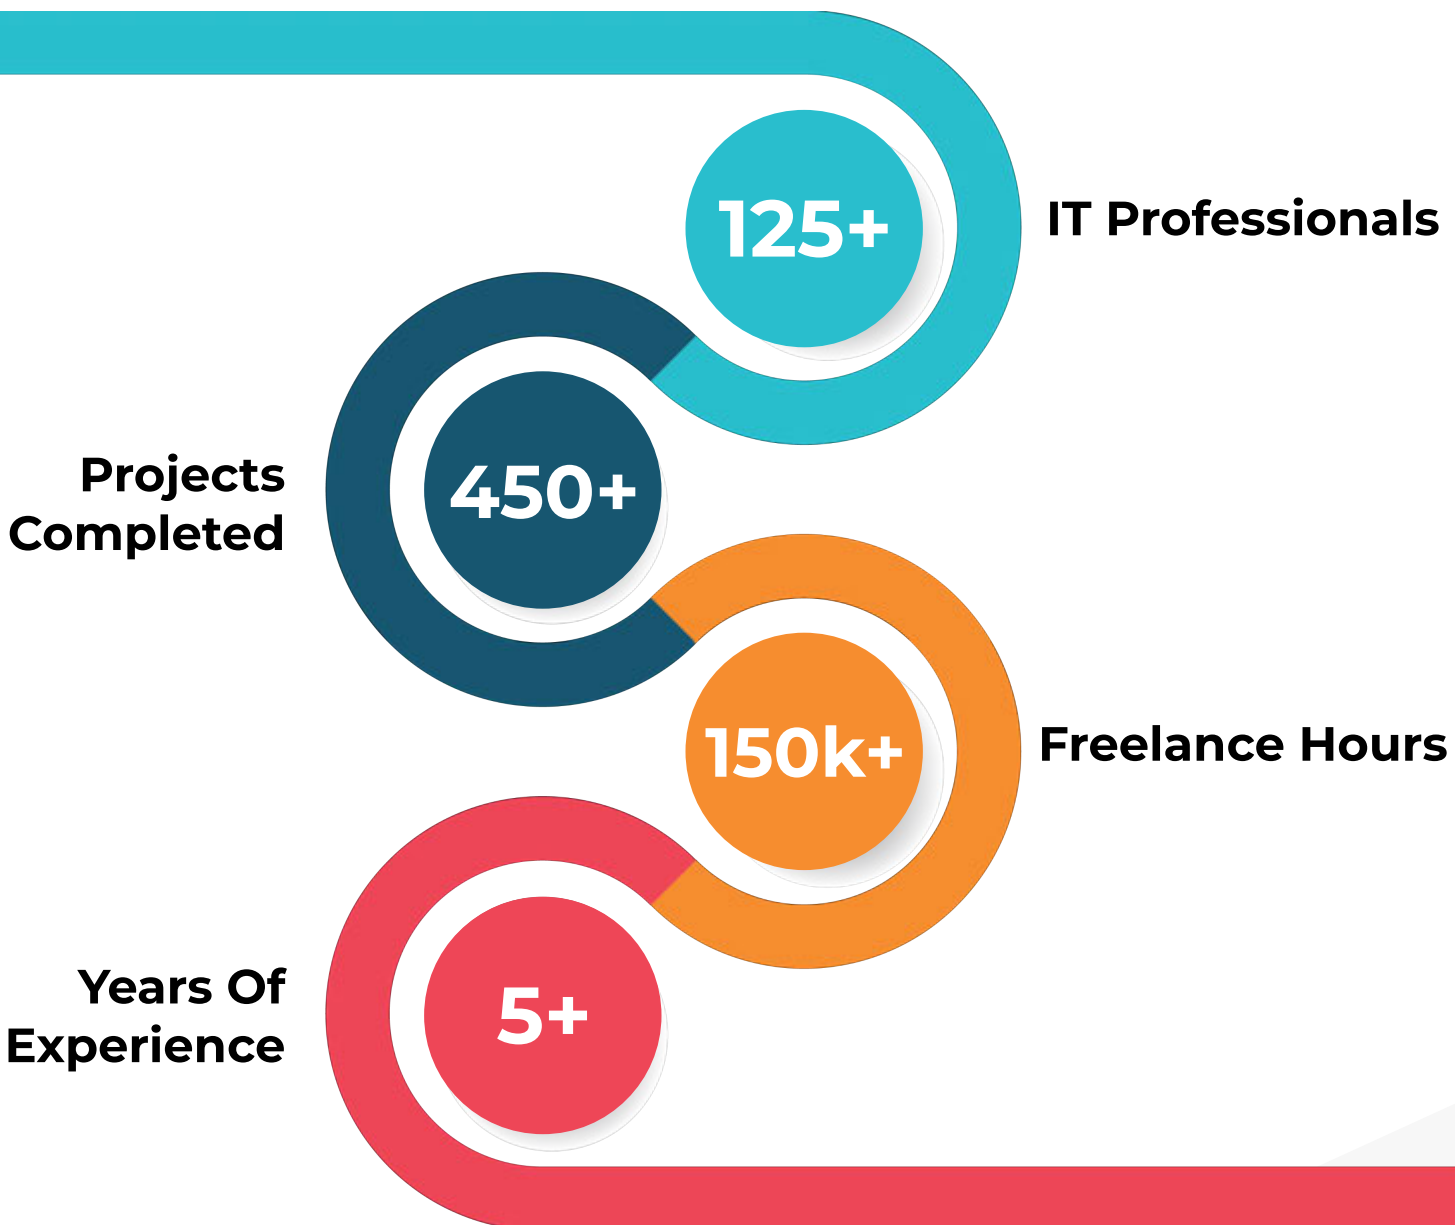 125+
IT Professionals
Projects
Completed
450+
150k+
Freelance Hours
Years Of
Experience
5+